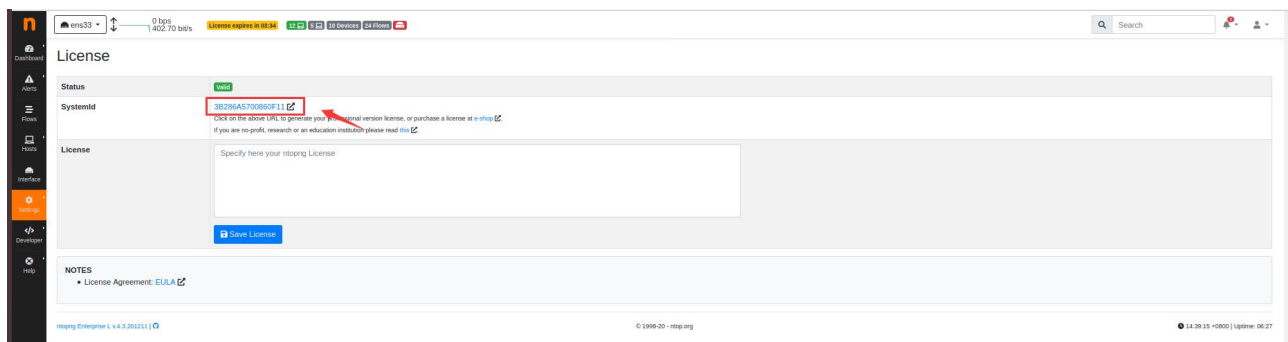 n
ens33
0 bps
402.70 bit/s
License expires in 03:34
12
5
10 Devices
24 Flows
Search
Dashboard
Alerts
Flows
Hosts
Interface
Settings
Developer
Help
License
Status
Valid
SystemId
3B286A5700860F11
Click on the above URL to generate your professional version license, or purchase a license at e-shop.
If you are no-profit, research or an education institution please read this.
License
Specify here your ntopng License
Save License
NOTES
License Agreement: EULA
ntopng Enterprise L v.4.3.201211 |
© 1998-20 - ntop.org
14:39:15 +0800 | Uptime: 06:27